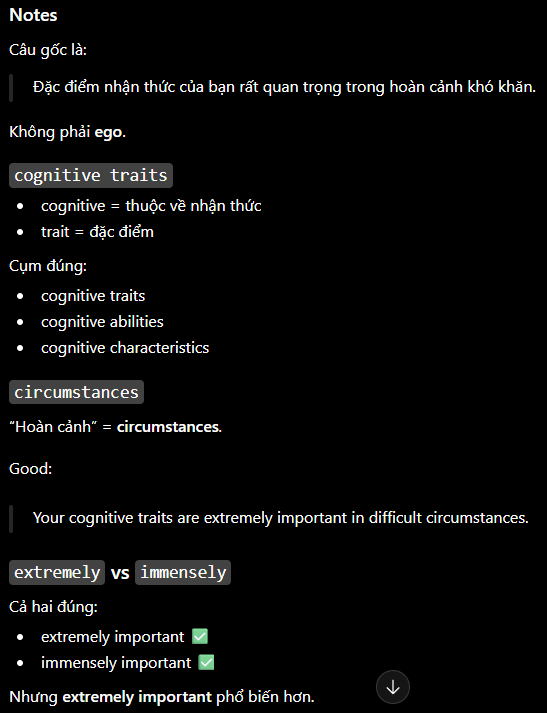 Notes
Câu gốc là:
Đặc điểm nhận thức của bạn rất quan trọng trong hoàn cảnh khó khăn.
Không phải ego.
cognitive traits
cognitive = thuộc về nhận thức
trait = đặc điểm
Cụm đúng:
cognitive traits
cognitive abilities
cognitive characteristics
circumstances
“Hoàn cảnh” = circumstances.
Good:
Your cognitive traits are extremely important in difficult circumstances.
extremely vs immensely
Cả hai đúng:
extremely important ✅
immensely important ✅
Nhưng extremely important phổ biến hơn.